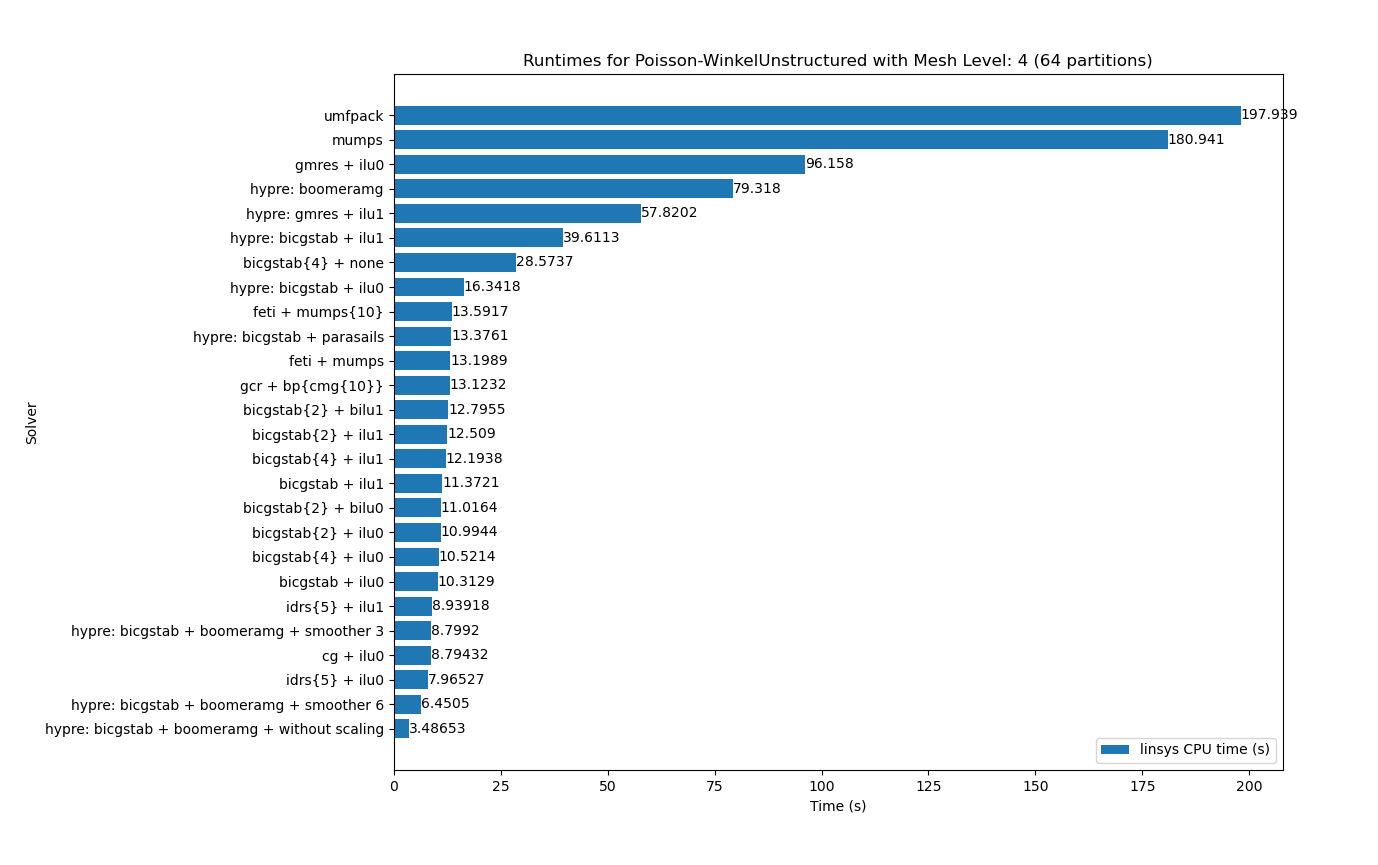 Runtimes for Poisson-WinkelUnstructured with Mesh Level: 4 (64 partitions)
umfpack 197.939
mumps 180.941
gmres + ilu0 96.158
hypre: boomeramg 79.318
hypre: gmres + ilu1 57.8202
hypre: bicgstab + ilu1 39.6113
bicgstab{4} + none 28.5737
hypre: bicgstab + ilu0 16.3418
feti + mumps{10} 13.5917
hypre: bicgstab + parasails 13.3761
feti + mumps 13.1989
gcr + bp{cmg{10}} 13.1232
bicgstab{2} + bilu1 12.7955
bicgstab{2} + ilu1 12.509
bicgstab{4} + ilu1 12.1938
bicgstab + ilu1 11.3721
bicgstab{2} + bilu0 11.0164
bicgstab{2} + ilu0 10.9944
bicgstab{4} + ilu0 10.5214
bicgstab + ilu0 10.3129
idrs{5} + ilu1 8.93918
hypre: bicgstab + boomeramg + smoother 3 8.7992
cg + ilu0 8.79432
idrs{5} + ilu0 7.96527
hypre: bicgstab + boomeramg + smoother 6 6.4505
hypre: bicgstab + boomeramg + without scaling 3.48653
Solver
linsys CPU time (s)
0 25 50 75 100 125 150 175 200
Time (s)